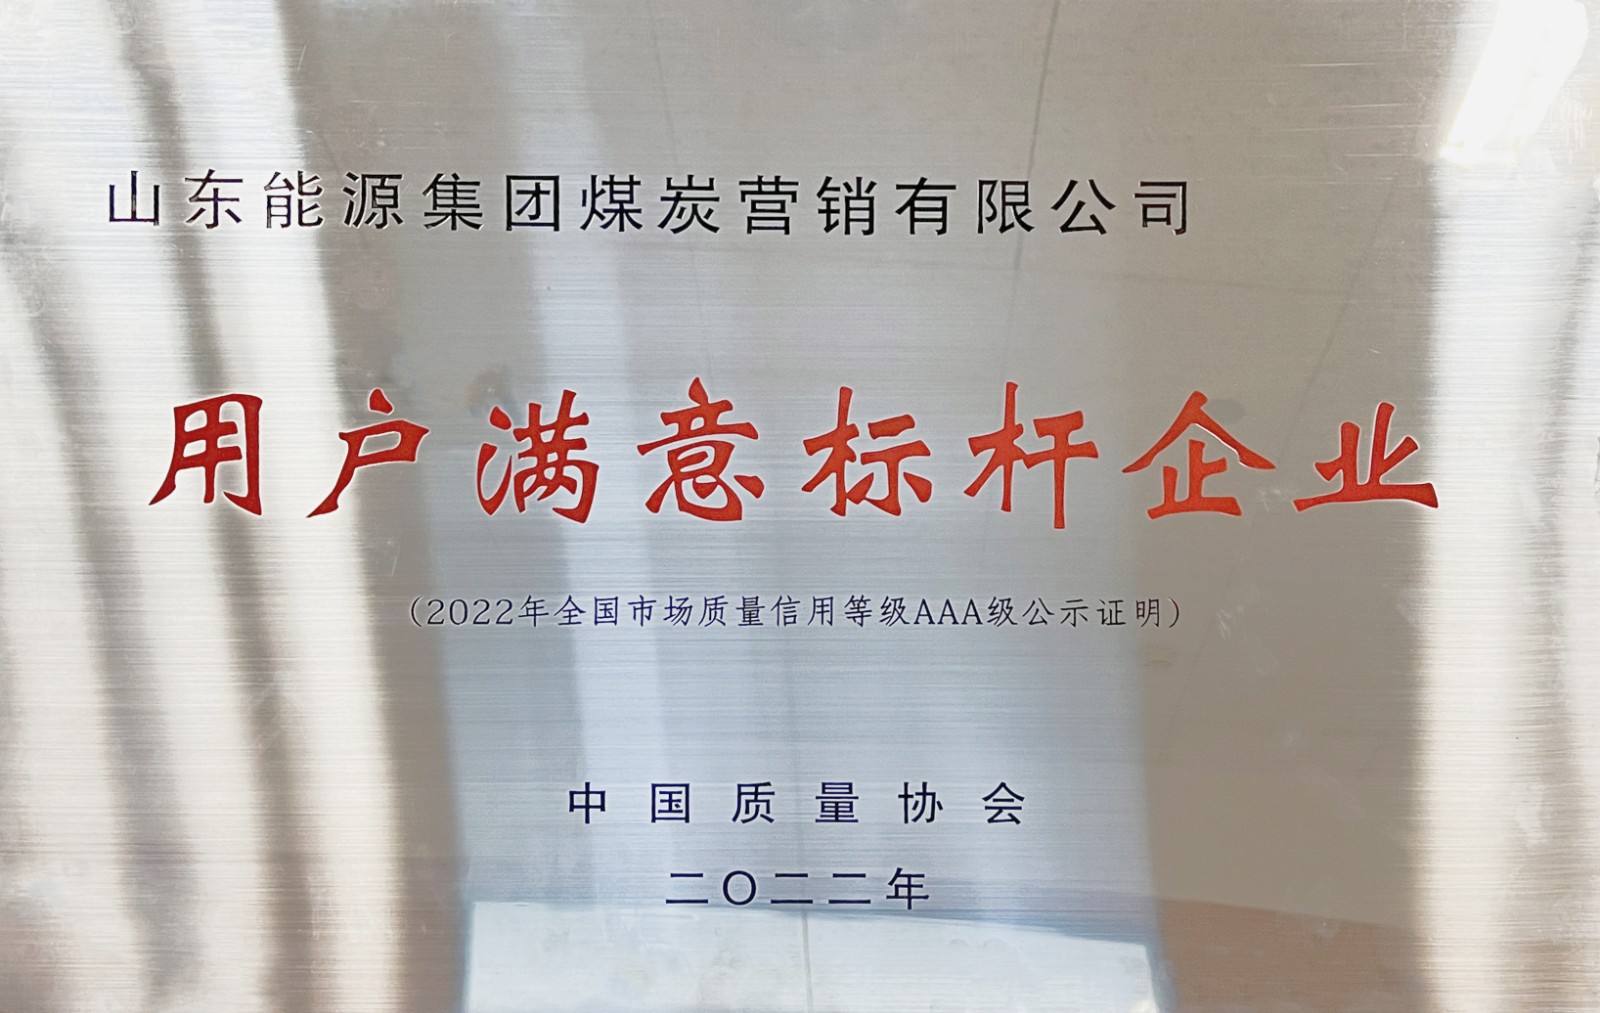 山东能源集团煤炭营销有限公司
用户满意标杆企业
（2022年全国市场质量信用等级AAA级公示证明）
中国质量协会
二〇二二年